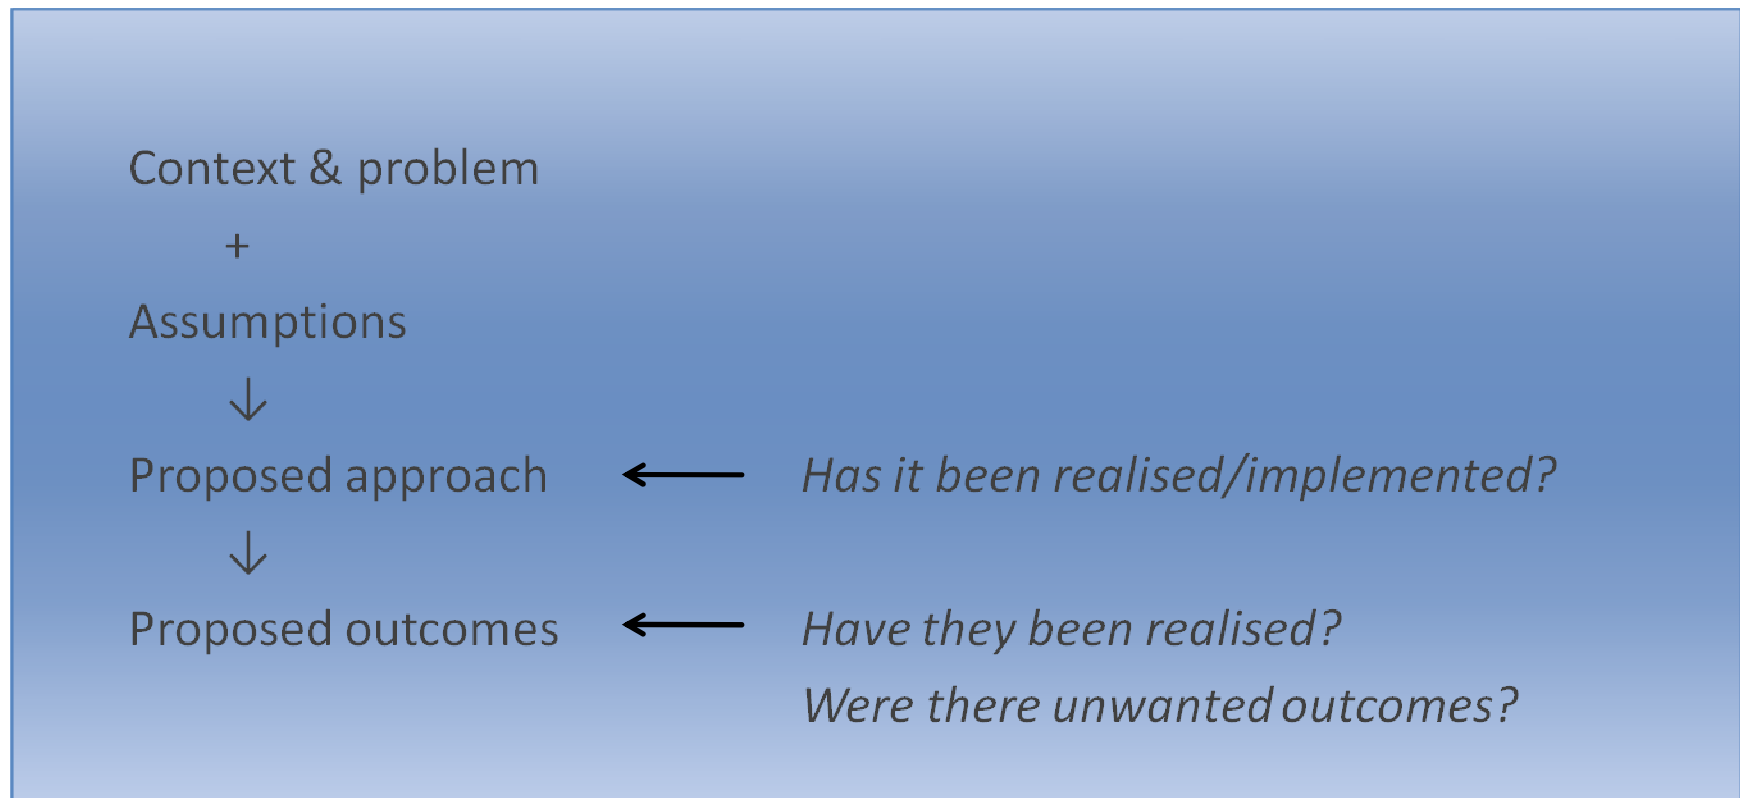 Context & problem
+
Assumptions
↓
Proposed approach ← Has it been realised/implemented?
↓
Proposed outcomes ← Have they been realised?
Were there unwanted outcomes?